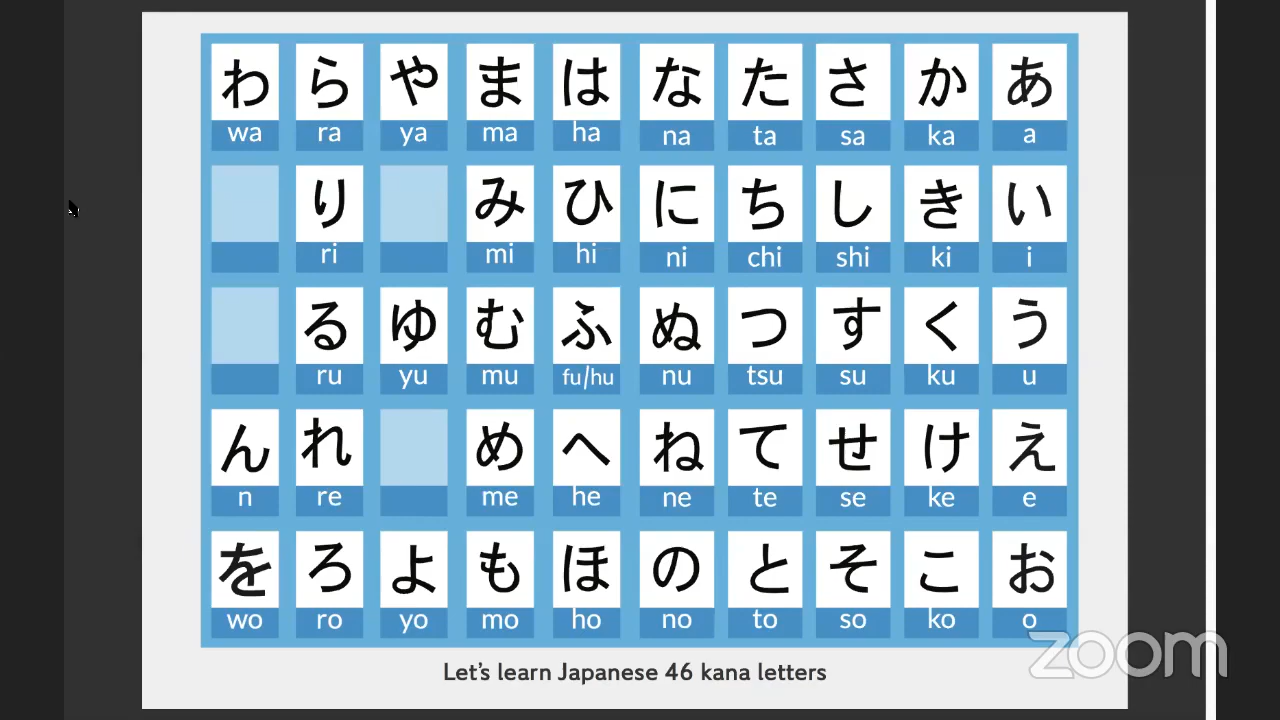 わ ら や ま は な た さ か あ
wa ra ya ma ha na ta sa ka a
り み ひ に ち し き い
ri mi hi ni chi shi ki i
る ゆ む ふ ぬ つ す く う
ru yu mu fu/hu nu tsu su ku u
ん れ め へ ね て せ け え
n re me he ne te se ke e
を ろ よ も ほ の と そ こ お
wo ro yo mo ho no to so ko o
Let's learn Japanese 46 kana letters
zoom